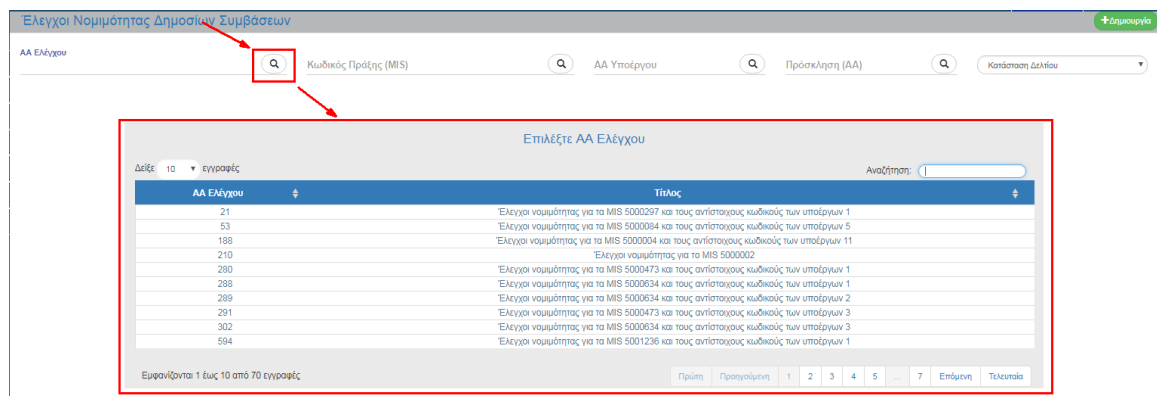 Έλεγχοι Νομιμότητας Δημοσίων Συμβάσεων
+Δημιουργία
ΑΑ Ελέγχου
Κωδικός Πράξης (MIS)
ΑΑ Υποέργου
Πρόσκληση (ΑΑ)
Κατάσταση Δελτίου
Επιλέξτε ΑΑ Ελέγχου
Δείξε 10 εγγραφές
Αναζήτηση:
ΑΑ Ελέγχου Τίτλος
21 Έλεγχοι νομιμότητας για τα MIS 5000297 και τους αντίστοιχους κωδικούς των υποέργων 1
53 Έλεγχοι νομιμότητας για τα MIS 5000084 και τους αντίστοιχους κωδικούς των υποέργων 5
188 Έλεγχοι νομιμότητας για τα MIS 5000004 και τους αντίστοιχους κωδικούς των υποέργων 11
210 Έλεγχοι νομιμότητας για το MIS 5000002
280 Έλεγχοι νομιμότητας για τα MIS 5000473 και τους αντίστοιχους κωδικούς των υποέργων 1
288 Έλεγχοι νομιμότητας για τα MIS 5000634 και τους αντίστοιχους κωδικούς των υποέργων 1
289 Έλεγχοι νομιμότητας για τα MIS 5000634 και τους αντίστοιχους κωδικούς των υποέργων 2
291 Έλεγχοι νομιμότητας για τα MIS 5000473 και τους αντίστοιχους κωδικούς των υποέργων 3
302 Έλεγχοι νομιμότητας για τα MIS 5000634 και τους αντίστοιχους κωδικούς των υποέργων 3
594 Έλεγχοι νομιμότητας για τα MIS 5001236 και τους αντίστοιχους κωδικούς των υποέργων 1
Εμφανίζονται 1 έως 10 από 70 εγγραφές
Πρώτη Προηγούμενη 1 2 3 4 5 ... 7 Επόμενη Τελευταία